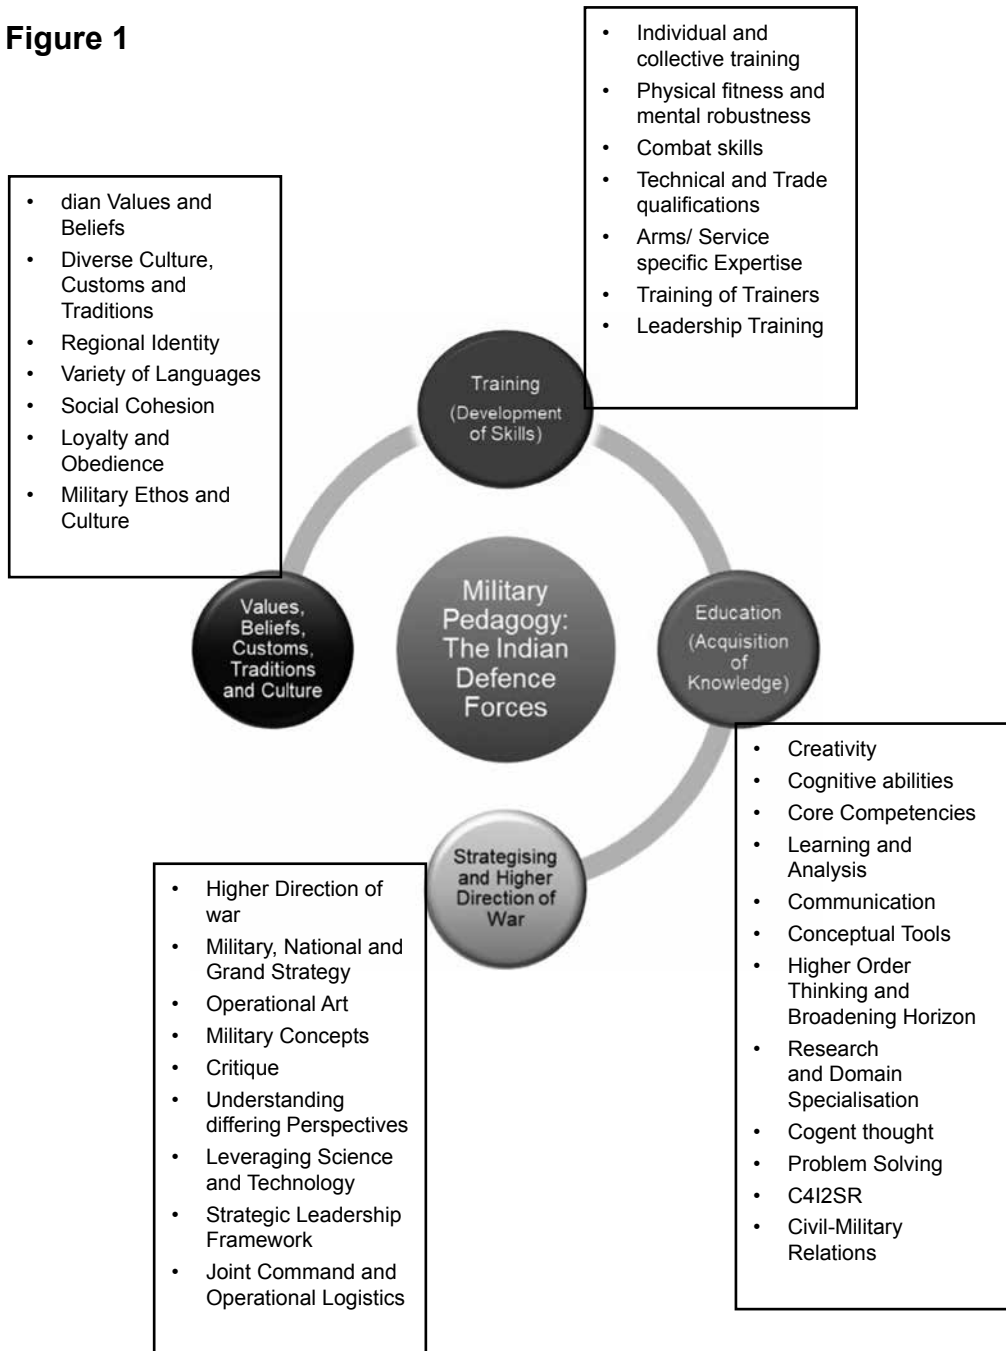 Figure 1
• Individual and
collective training
• Physical fitness and
mental robustness
• Combat skills
• Technical and Trade
qualifications
• Arms/ Service
specific Expertise
• Training of Trainers
• Leadership Training
• dian Values and
Beliefs
• Diverse Culture,
Customs and
Traditions
• Regional Identity
• Variety of Languages
• Social Cohesion
• Loyalty and
Obedience
• Military Ethos and
Culture
Training
(Development
of Skills)
Values,
Beliefs,
Customs,
Traditions
and Culture
Military
Pedagogy:
The Indian
Defence
Forces
Education
(Acquisition
of
Knowledge)
Strategising
and Higher
Direction of
War
• Creativity
• Cognitive abilities
• Core Competencies
• Learning and
Analysis
• Communication
• Conceptual Tools
• Higher Order
Thinking and
Broadening Horizon
• Research
and Domain
Specialisation
• Cogent thought
• Problem Solving
• C4I2SR
• Civil-Military
Relations
• Higher Direction of
war
• Military, National and
Grand Strategy
• Operational Art
• Military Concepts
• Critique
• Understanding
differing Perspectives
• Leveraging Science
and Technology
• Strategic Leadership
Framework
• Joint Command and
Operational Logistics